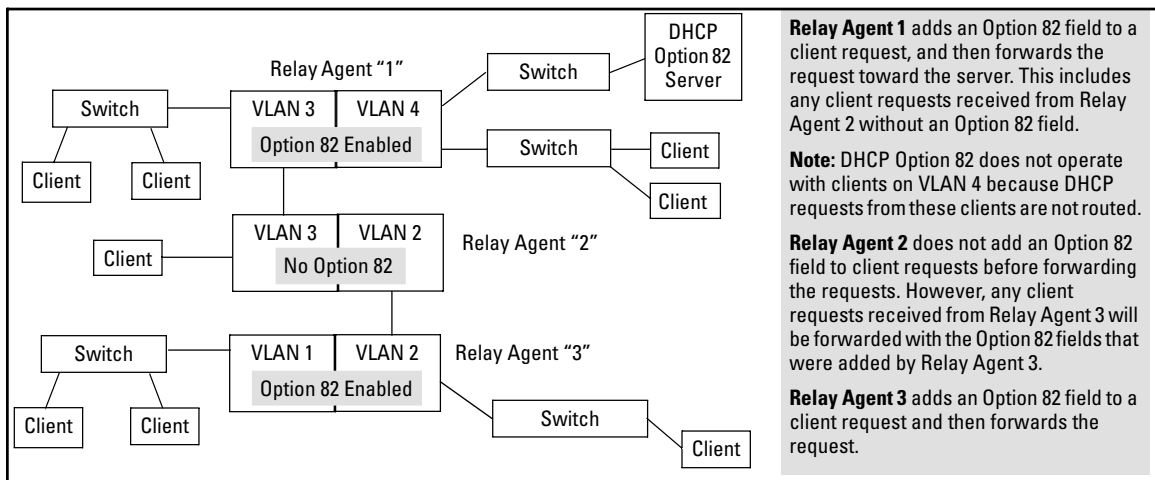 DHCP
Option 82
Server
Relay Agent “1”
Switch
Switch
VLAN 3
VLAN 4
Option 82 Enabled
Switch
Client
Client
Client
Client
VLAN 3
VLAN 2
No Option 82
Relay Agent “2”
Client
Switch
VLAN 1
VLAN 2
Option 82 Enabled
Relay Agent “3”
Client
Client
Switch
Client
Relay Agent 1 adds an Option 82 field to a
client request, and then forwards the
request toward the server. This includes
any client requests received from Relay
Agent 2 without an Option 82 field.
Note: DHCP Option 82 does not operate
with clients on VLAN 4 because DHCP
requests from these clients are not routed.
Relay Agent 2 does not add an Option 82
field to client requests before forwarding
the requests. However, any client
requests received from Relay Agent 3 will
be forwarded with the Option 82 fields that
were added by Relay Agent 3.
Relay Agent 3 adds an Option 82 field to a
client request and then forwards the
request.